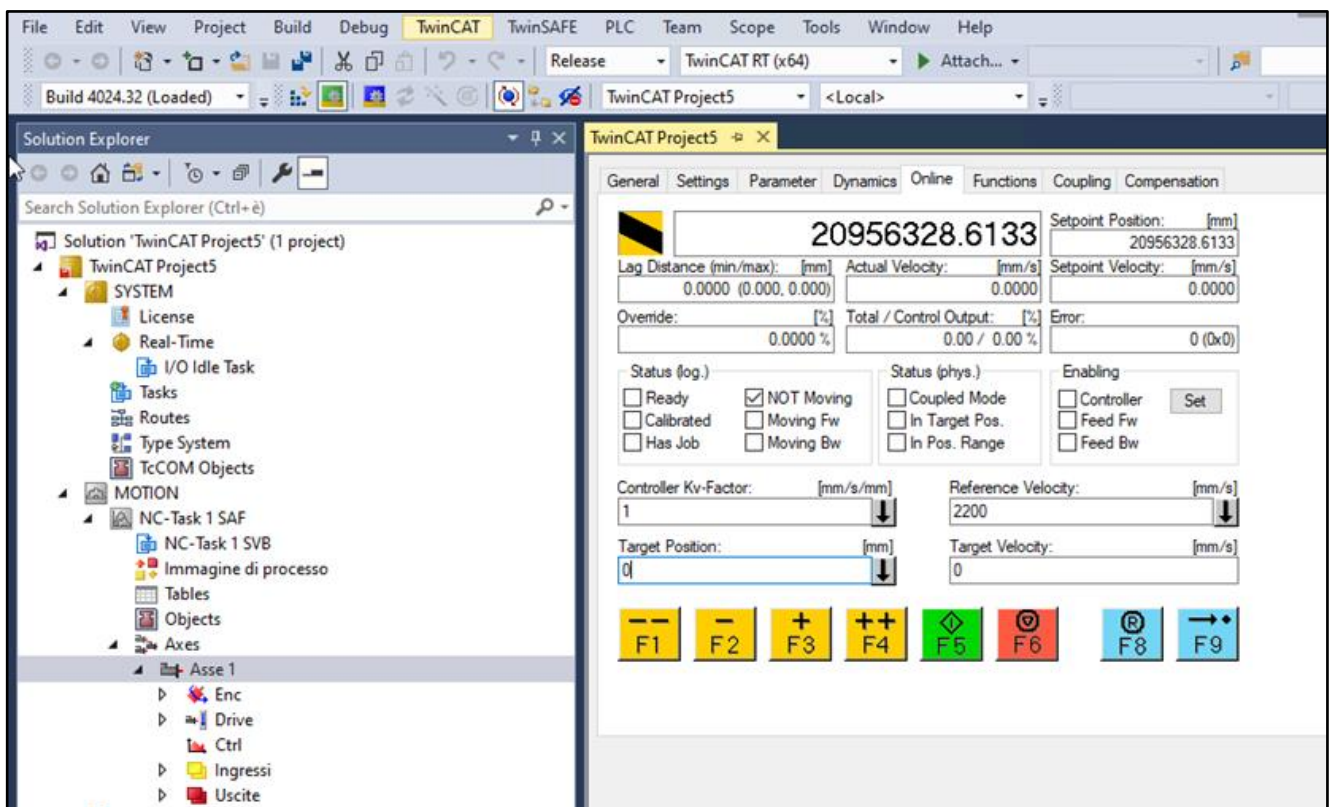 File Edit View Project Build Debug TwinCAT TwinSAFE PLC Team Scope Tools Window Help
Release TwinCAT RT (x64) Attach...
Build 4024.32 (Loaded) TwinCAT Project5 <Local>
Solution Explorer
Search Solution Explorer (Ctrl+è)
Solution 'TwinCAT Project5' (1 project)
TwinCAT Project5
SYSTEM
License
Real-Time
I/O Idle Task
Tasks
Routes
Type System
TcCOM Objects
MOTION
NC-Task 1 SAF
NC-Task 1 SVB
Immagine di processo
Tables
Objects
Axes
Asse 1
Enc
Drive
Ctrl
Ingressi
Uscite
TwinCAT Project5
General Settings Parameter Dynamics Online Functions Coupling Compensation
20956328.6133
Setpoint Position: [mm]
20956328.6133
Lag Distance (min/max): [mm] Actual Velocity: [mm/s] Setpoint Velocity: [mm/s]
0.0000 (0.000, 0.000) 0.0000 0.0000
Override: [%] Total / Control Output: [%] Error:
0.0000 % 0.00 / 0.00 % 0 (0x0)
Status (log.) Status (phys.) Enabling
Ready NOT Moving Coupled Mode Controller Set
Calibrated Moving Fw In Target Pos. Feed Fw
Has Job Moving Bw In Pos. Range Feed Bw
Controller Kv-Factor: [mm/s/mm] Reference Velocity: [mm/s]
1 2200
Target Position: [mm] Target Velocity: [mm/s]
0 0
-- - + ++ R
F1 F2 F3 F4 F5 F6 F8 F9